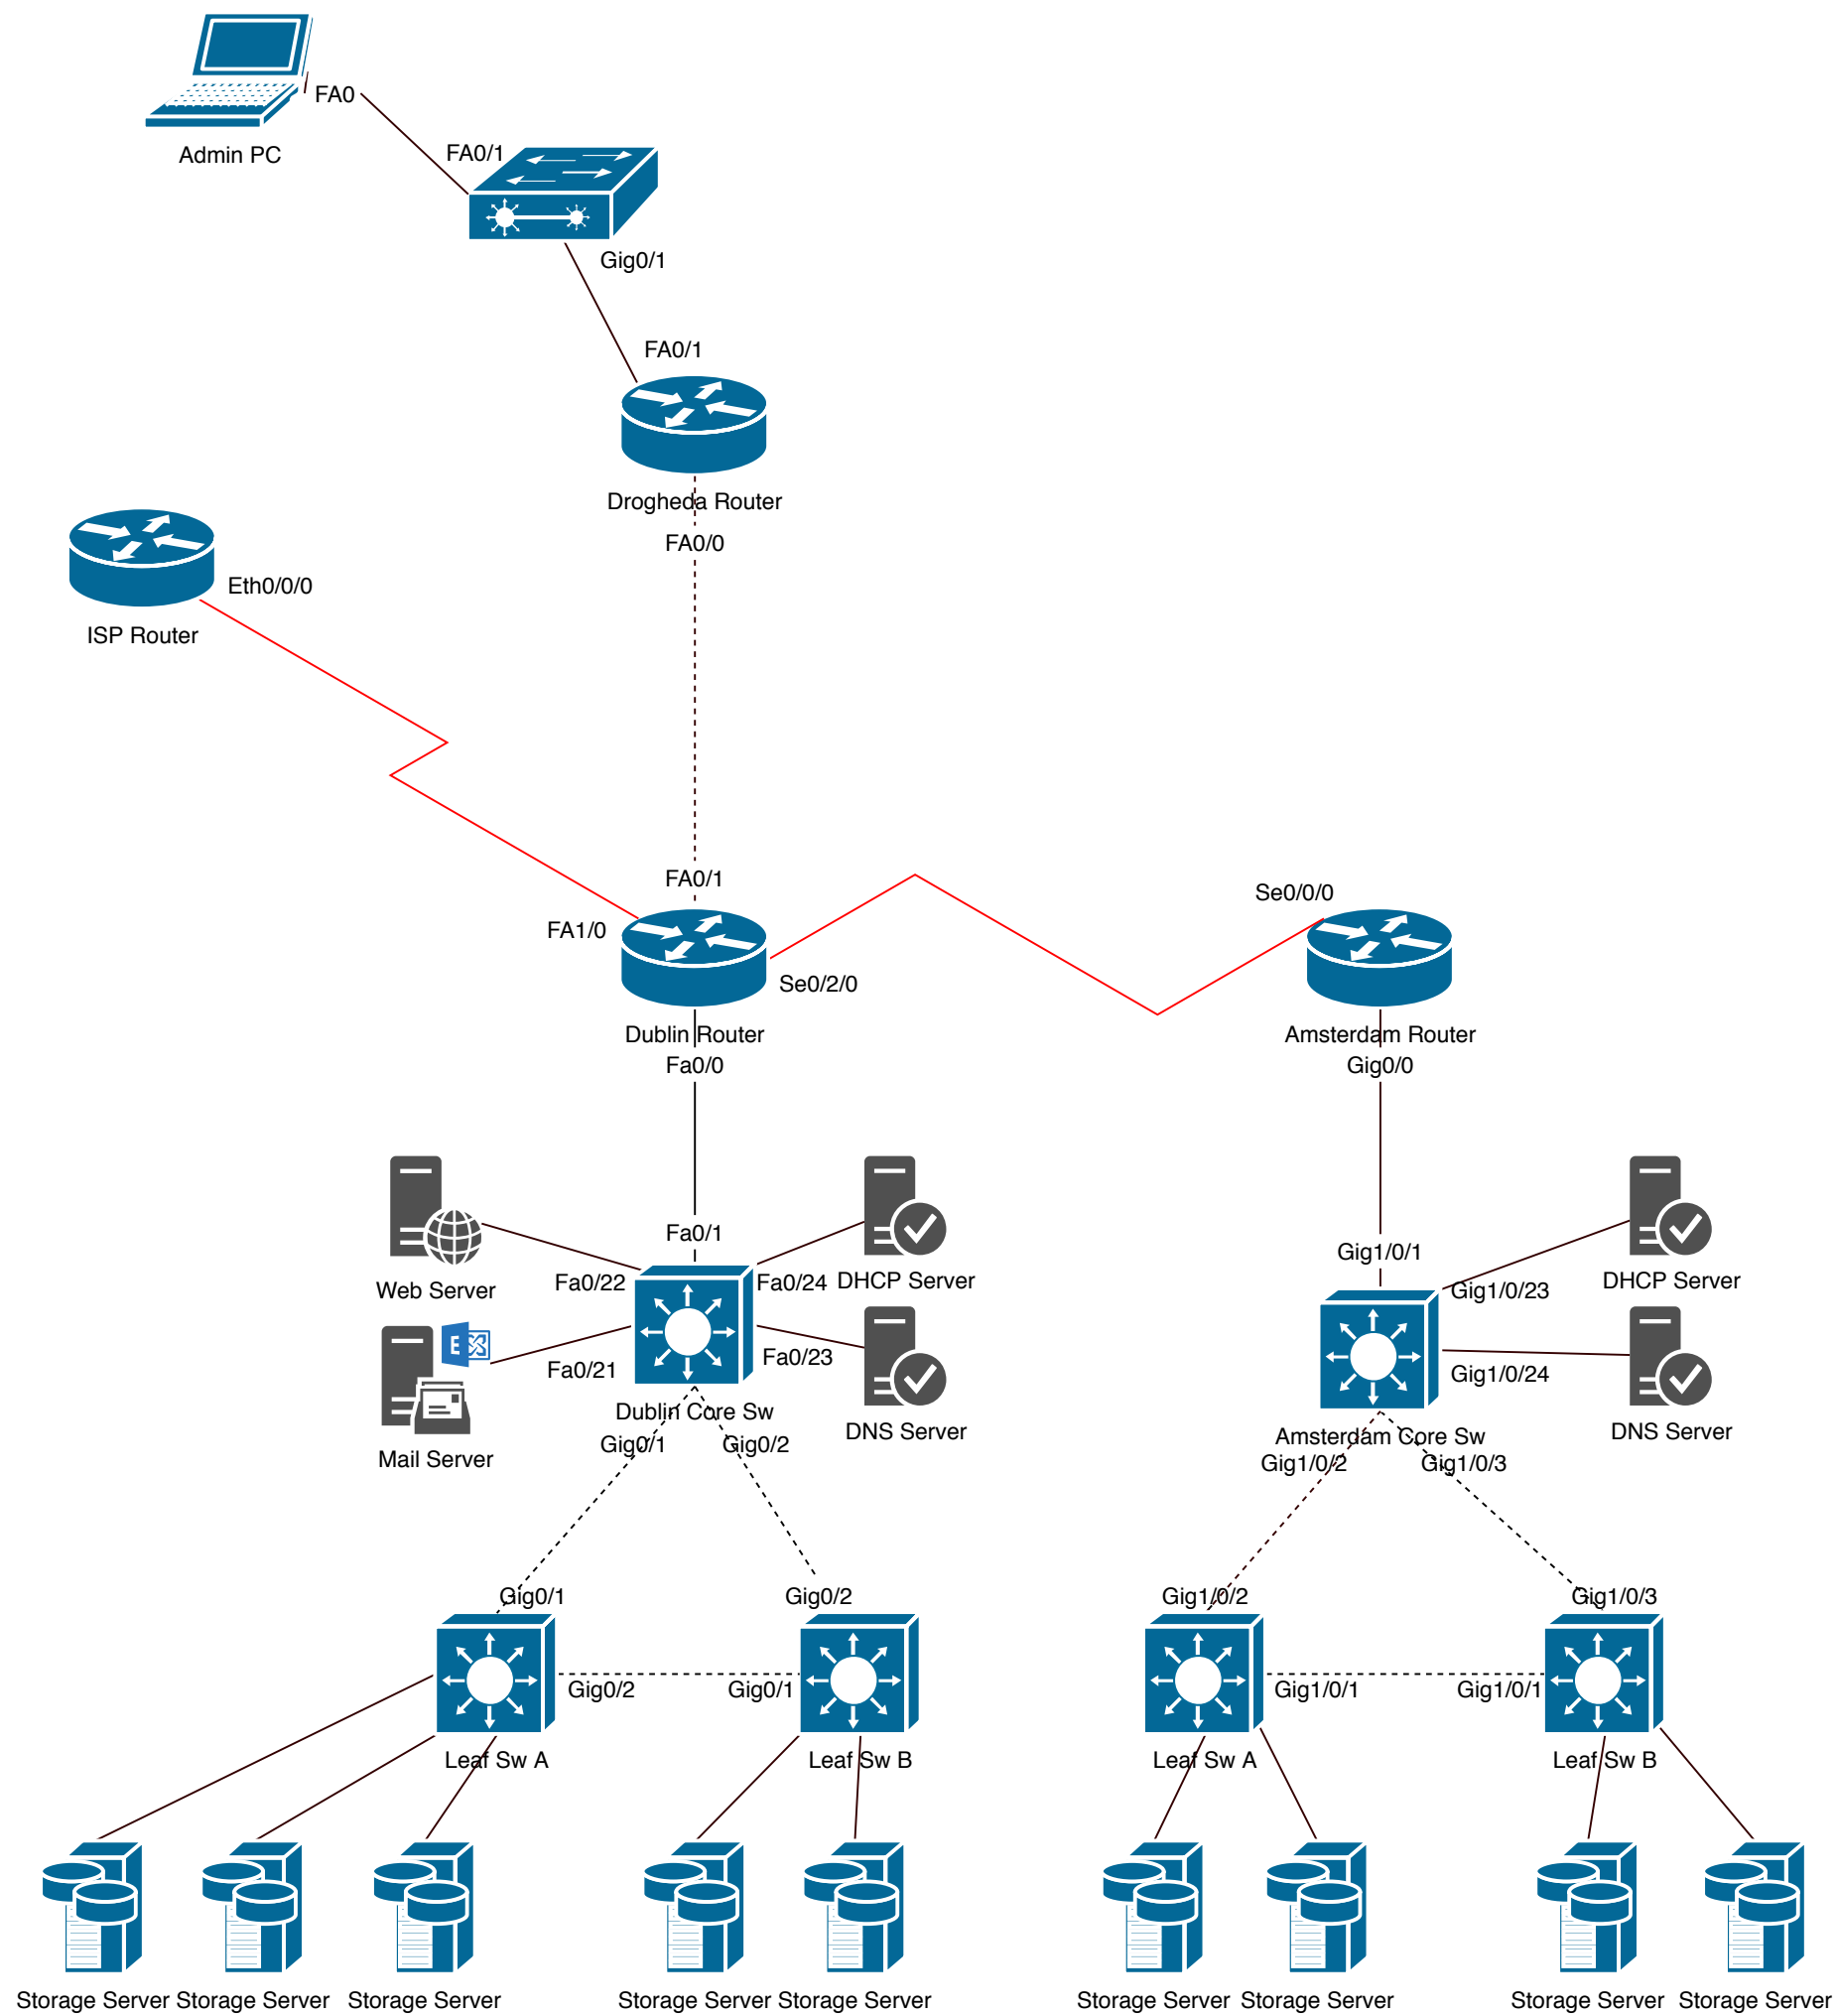 FA0
Admin PC
FA0/1
Gig0/1
FA0/1
Drogheda Router
FA0/0
Eth0/0/0
ISP Router
FA0/1
Se0/0/0
FA1/0
Se0/2/0
Dublin Router
Amsterdam Router
Fa0/0
Gig0/0
Fa0/1
Gig1/0/1
Web Server
Fa0/22
Fa0/24
DHCP Server
Gig1/0/23
DHCP Server
E
Fa0/21
Fa0/23
Gig1/0/24
Dublin Core Sw
DNS Server
Amsterdam Core Sw
DNS Server
Mail Server
Gig0/1
Gig0/2
Gig1/0/2
Gig1/0/3
Gig0/1
Gig0/2
Gig1/0/2
Gig1/0/3
Gig0/2
Gig0/1
Gig1/0/1
Gig1/0/1
Leaf Sw A
Leaf Sw B
Leaf Sw A
Leaf Sw B
Storage Server
Storage Server
Storage Server
Storage Server
Storage Server
Storage Server
Storage Server
Storage Server
Storage Server